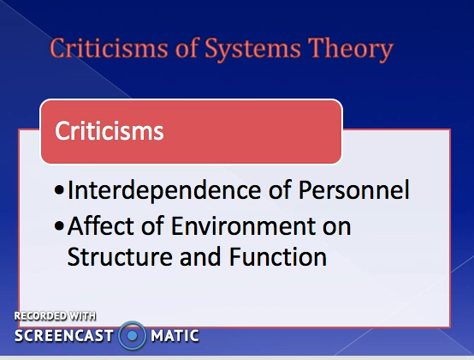 Criticisms of Systems Theory
Criticisms
•Interdependence of Personnel
•Affect of Environment on
Structure and Function
RECORDED WITH
SCREENCAST MATIC